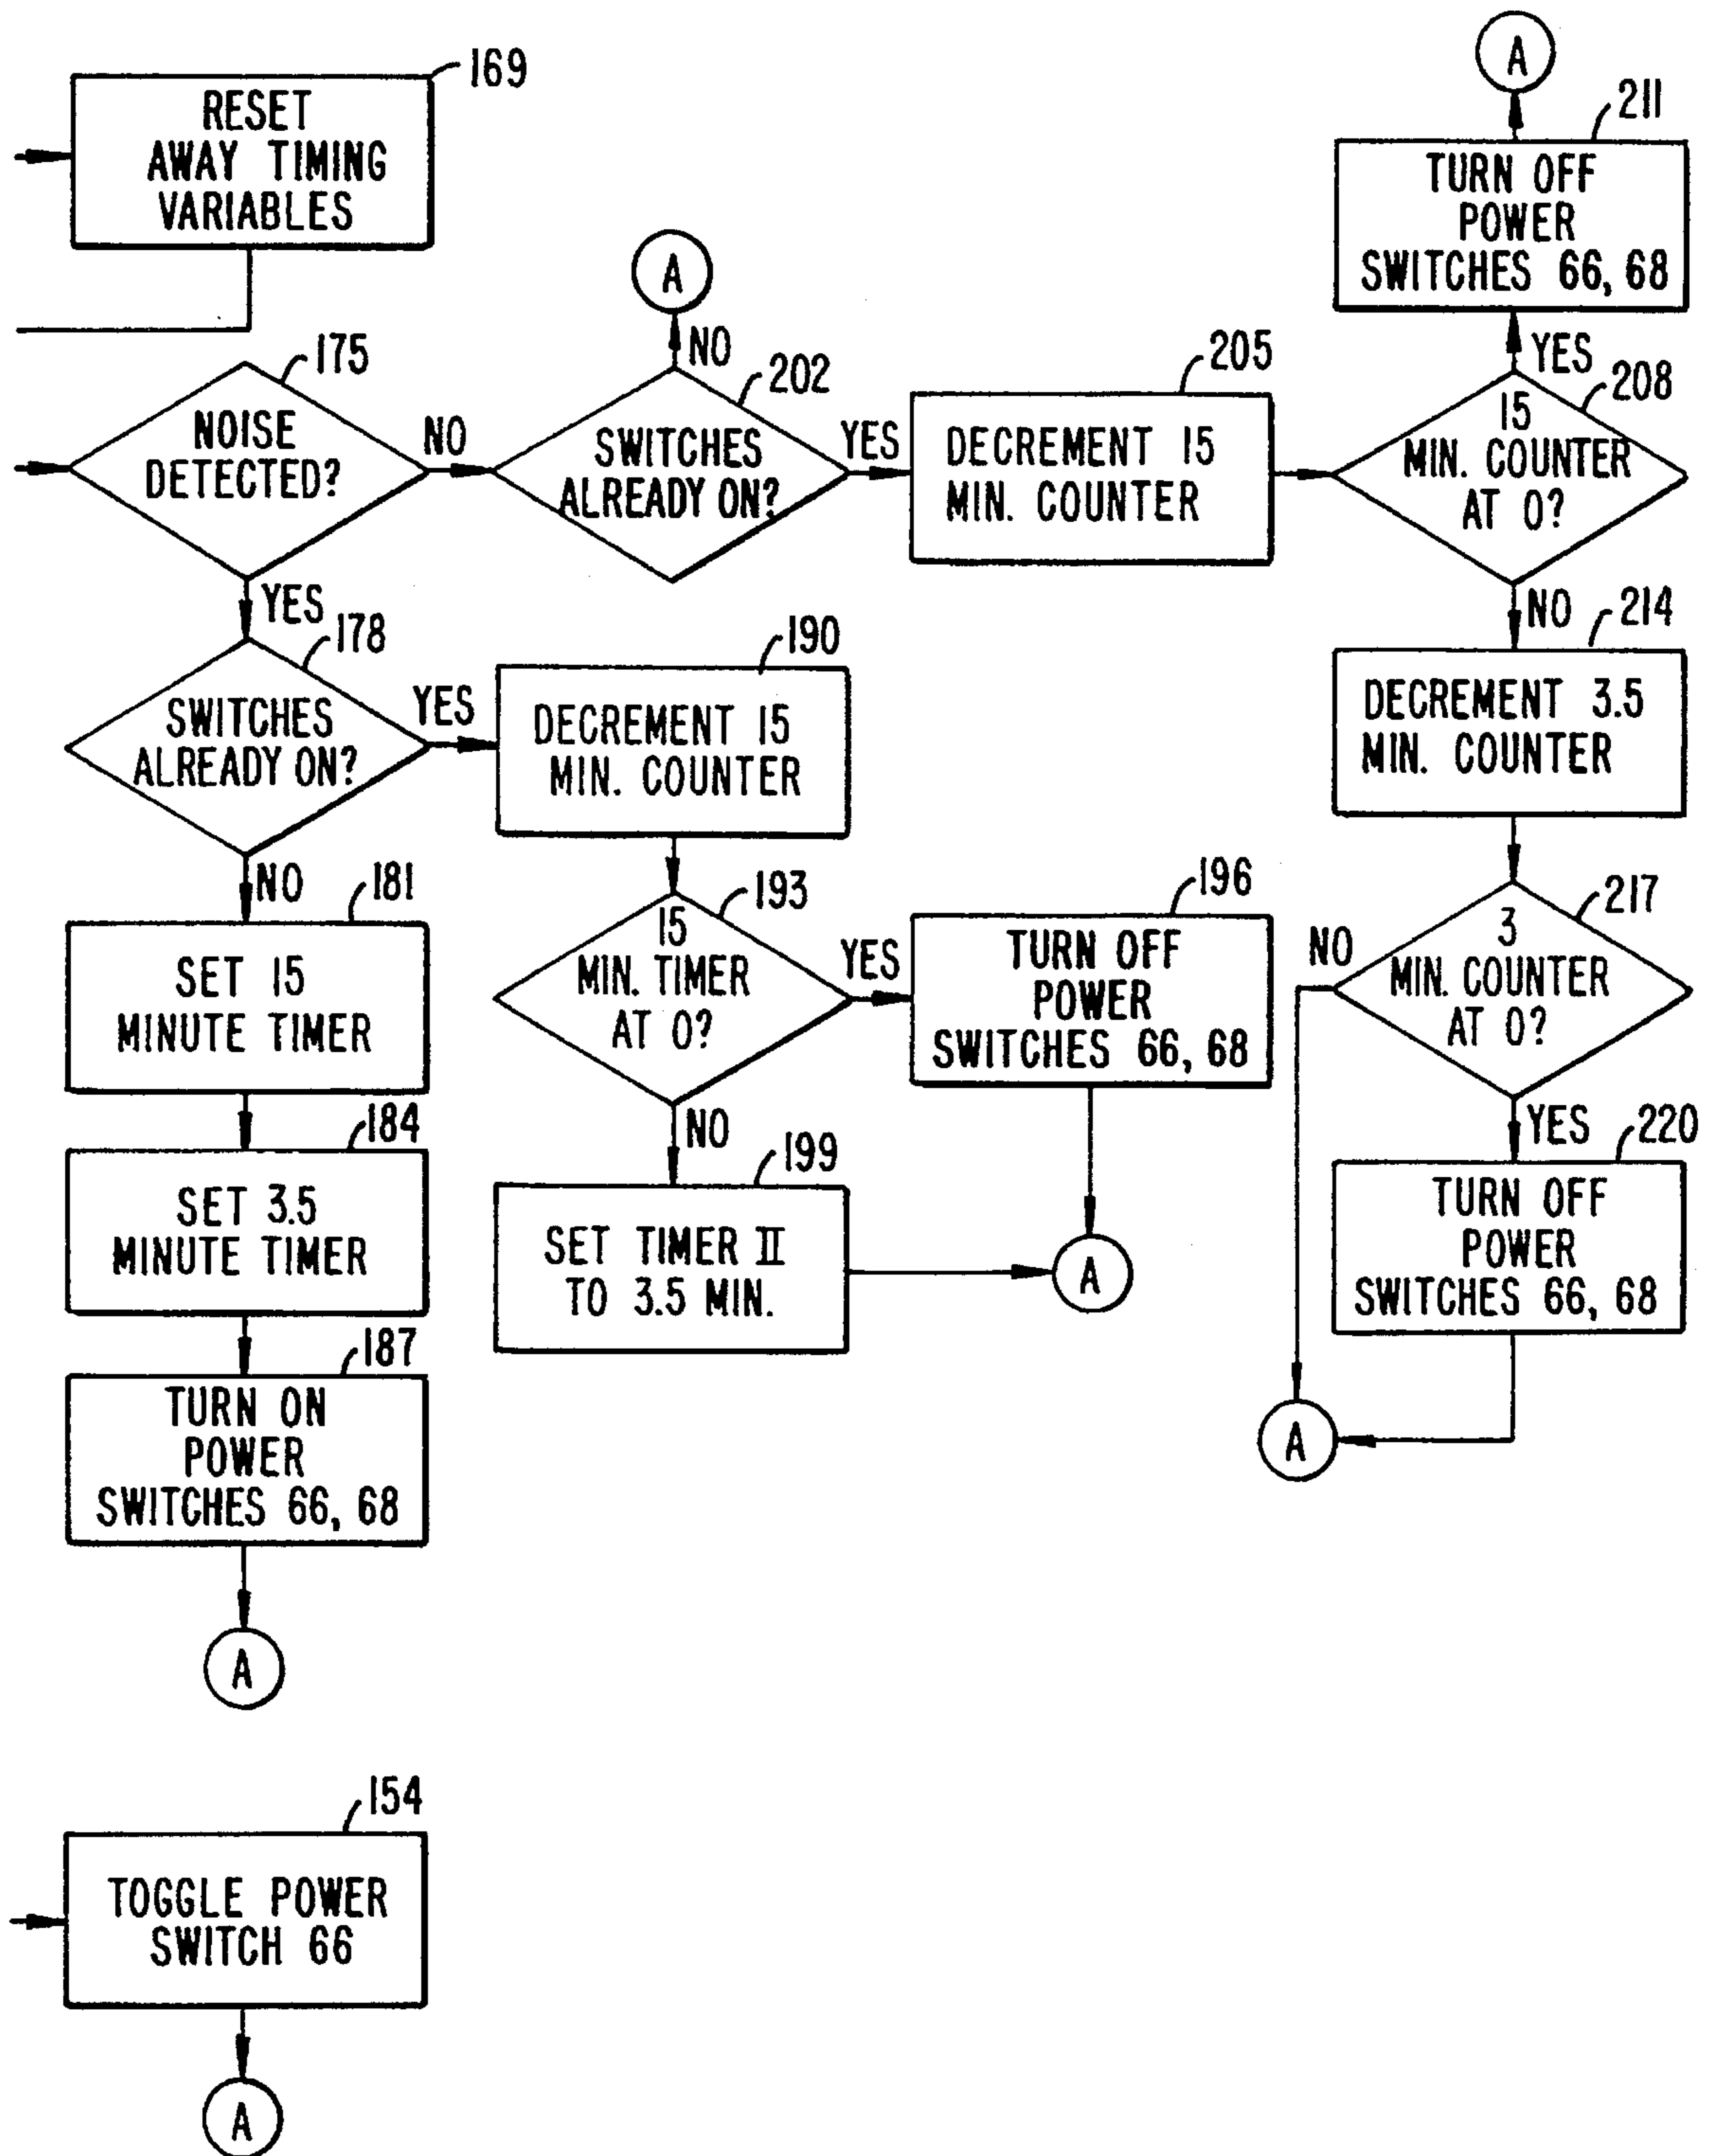 169
RESET
AWAY TIMING
VARIABLES
A
211
TURN OFF
POWER
SWITCHES 66, 68
175
NOISE
DETECTED?
NO
YES
A
NO
202
SWITCHES
ALREADY ON?
YES
205
DECREMENT 15
MIN. COUNTER
YES
208
15
MIN. COUNTER
AT 0?
NO
214
DECREMENT 3.5
MIN. COUNTER
178
SWITCHES
ALREADY ON?
YES
NO
190
DECREMENT 15
MIN. COUNTER
193
15
MIN. TIMER
AT 0?
YES
NO
196
TURN OFF
POWER
SWITCHES 66, 68
217
3
MIN. COUNTER
AT 0?
NO
YES
181
SET 15
MINUTE TIMER
184
SET 3.5
MINUTE TIMER
199
SET TIMER II
TO 3.5 MIN.
A
220
TURN OFF
POWER
SWITCHES 66, 68
A
187
TURN ON
POWER
SWITCHES 66, 68
A
154
TOGGLE POWER
SWITCH 66
A